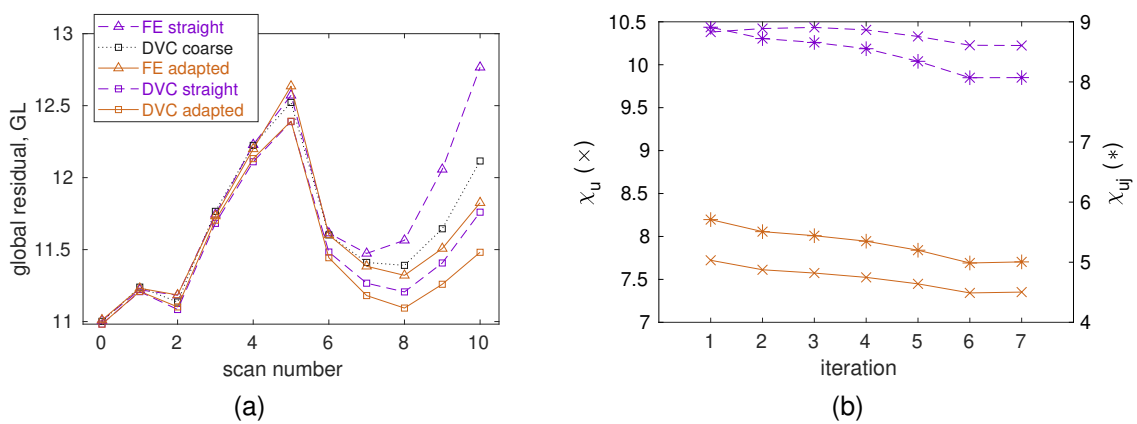 FE straight
DVC coarse
FE adapted
DVC straight
DVC adapted
global residual, GL
13
12.5
12
11.5
11
0 2 4 6 8 10
scan number
(a)
χu (×)
10.5
10
9.5
9
8.5
8
7.5
7
9
8
7
6
5
4
χuj (*)
1 2 3 4 5 6 7
iteration
(b)